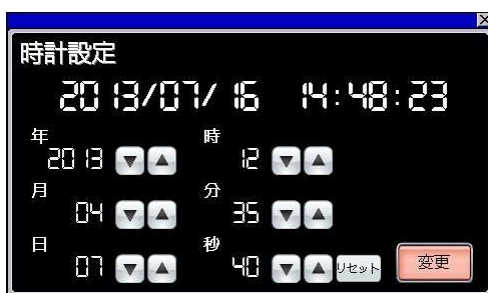 時計設定
2013/07/16 14:48:23
年 時
2013 12
月 分
04 35
日 秒
07 40 リセット 変更